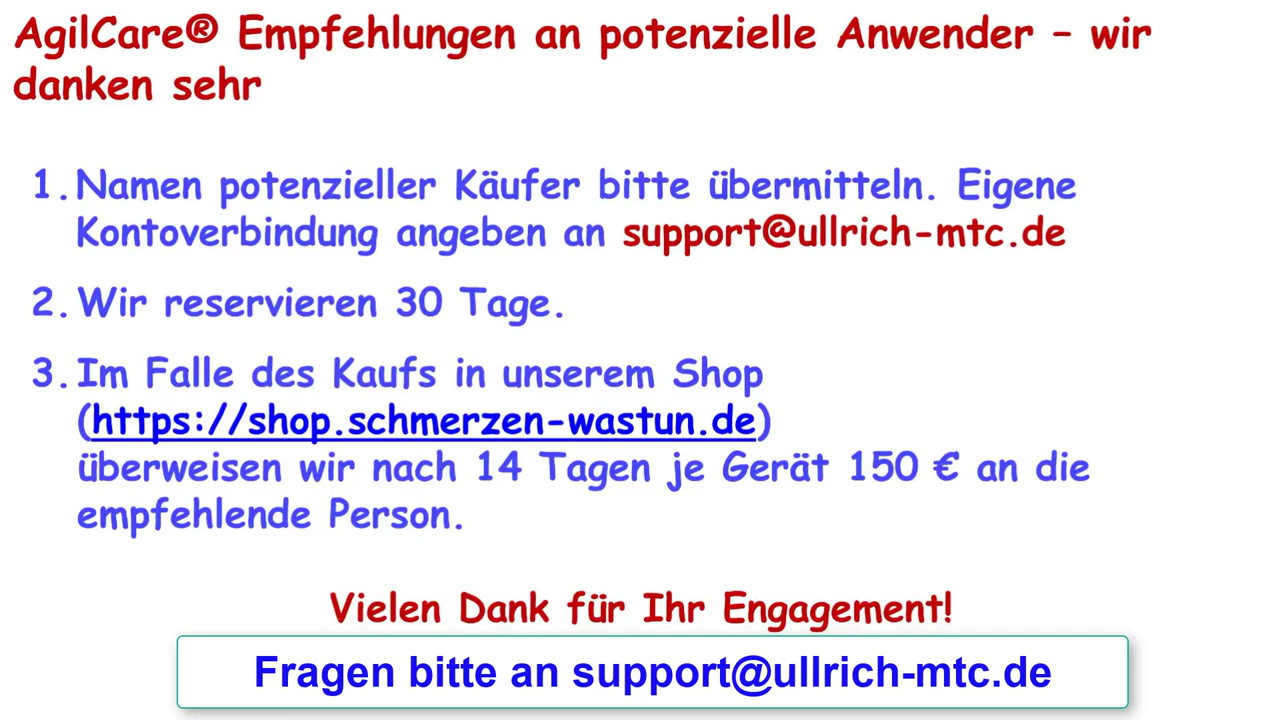 AgilCare® Empfehlungen an potenzielle Anwender – wir
danken sehr
1. Namen potenzieller Käufer bitte übermitteln. Eigene
Kontoverbindung angeben an support@ullrich-mtc.de
2. Wir reservieren 30 Tage.
3. Im Falle des Kaufs in unserem Shop
(https://shop.schmerzen-wastun.de)
überweisen wir nach 14 Tagen je Gerät 150 € an die
empfehlende Person.
Vielen Dank für Ihr Engagement!
Fragen bitte an support@ullrich-mtc.de